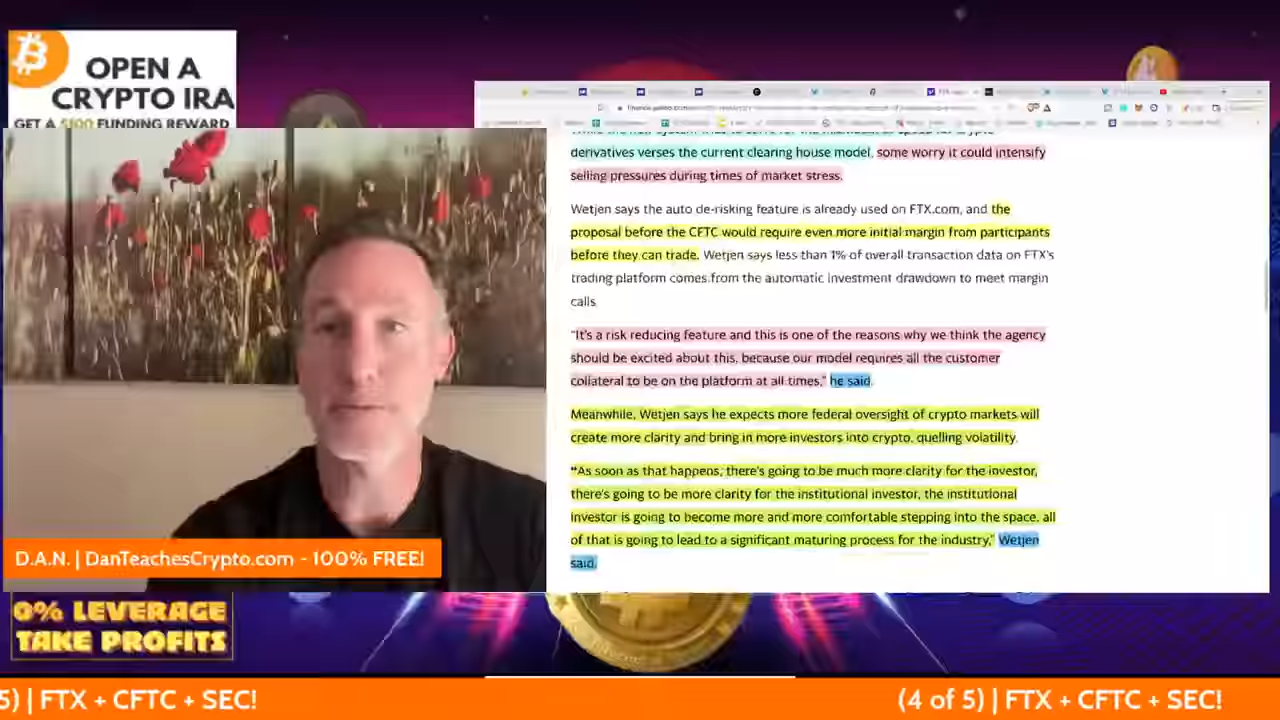 OPEN A
CRYPTO IRA
GET A $100 FUNDING REWARD
derivatives verses the current clearing house model, some worry it could intensify
selling pressures during times of market stress.
Wetjen says the auto de-risking feature is already used on FTX.com, and the
proposal before the CFTC would require even more initial margin from participants
before they can trade. Wetjen says less than 1% of overall transaction data on FTX's
trading platform comes from the automatic investment drawdown to meet margin
calls.
"It's a risk reducing feature and this is one of the reasons why we think the agency
should be excited about this, because our model requires all the customer
collateral to be on the platform at all times," he said.
Meanwhile, Wetjen says he expects more federal oversight of crypto markets will
create more clarity and bring in more investors into crypto, quelling volatility.
"As soon as that happens, there's going to be much more clarity for the investor,
there's going to be more clarity for the institutional investor, the institutional
investor is going to become more and more comfortable stepping into the space, all
of that is going to lead to a significant maturing process for the industry," Wetjen
said.
D.A.N. | DanTeachesCrypto.com - 100% FREE!
0% LEVERAGE
TAKE PROFITS
5) | FTX + CFTC + SEC!
(4 of 5) | FTX + CFTC + SEC!